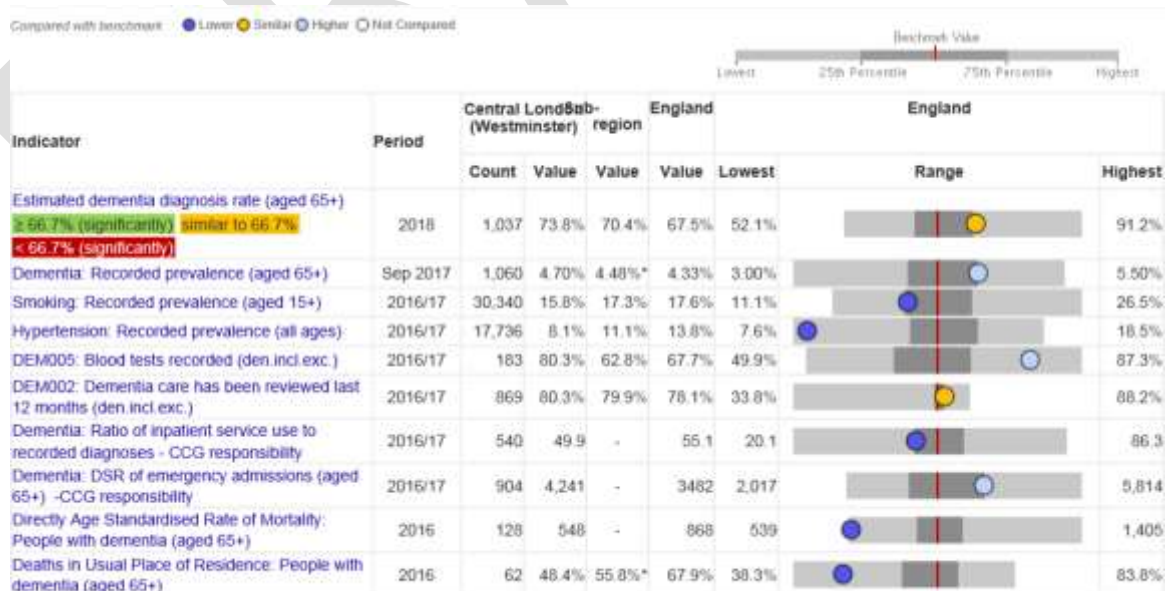 Compared with benchmark Lower Similar Higher Not Compared
Benchmark Value
Lowest 25th Percentile 75th Percentile Highest
Indicator Period Central London (Westminster) Sub-region England England
Count Value Value Value Lowest Range Highest
Estimated dementia diagnosis rate (aged 65+)
≥ 66.7% (significantly) similar to 66.7%
< 66.7% (significantly)
2018 1,037 73.8% 70.4% 67.5% 52.1% 91.2%
Dementia: Recorded prevalence (aged 65+) Sep 2017 1,060 4.70% 4.48%* 4.33% 3.00% 5.50%
Smoking: Recorded prevalence (aged 15+) 2016/17 30,340 15.8% 17.3% 17.6% 11.1% 26.5%
Hypertension: Recorded prevalence (all ages) 2016/17 17,736 8.1% 11.1% 13.8% 7.6% 18.5%
DEM005: Blood tests recorded (den.incl.exc.) 2016/17 183 80.3% 62.8% 67.7% 49.9% 87.3%
DEM002: Dementia care has been reviewed last
12 months (den.incl.exc.)
2016/17 869 80.3% 79.9% 78.1% 33.8% 88.2%
Dementia: Ratio of inpatient service use to
recorded diagnoses - CCG responsibility
2016/17 540 49.9 - 55.1 20.1 86.3
Dementia: DSR of emergency admissions (aged
65+) -CCG responsibility
2016/17 904 4,241 - 3482 2,017 5,814
Directly Age Standardised Rate of Mortality:
People with dementia (aged 65+)
2016 128 548 - 868 539 1,405
Deaths in Usual Place of Residence: People with
dementia (aged 65+)
2016 62 48.4% 55.8%* 67.9% 38.3% 83.8%